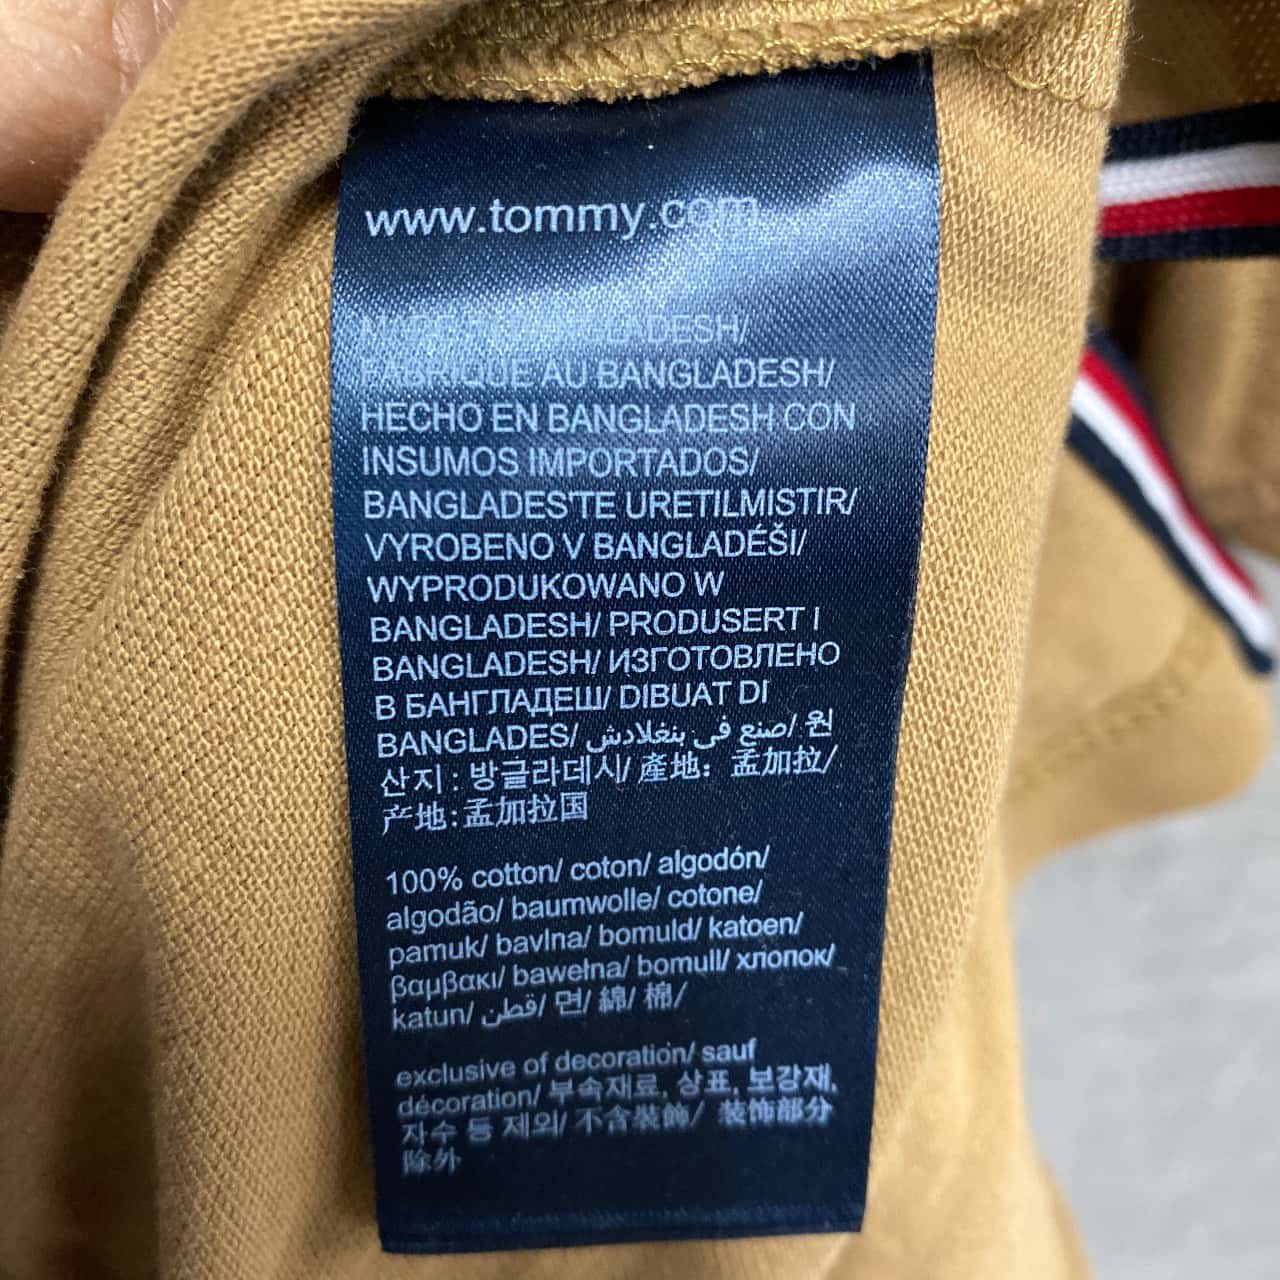 www.tommy.com
MADE IN BANGLADESH/
FABRIQUE AU BANGLADESH/
HECHO EN BANGLADESH CON
INSUMOS IMPORTADOS/
BANGLADES'TE URETILMISTIR/
VYROBENO V BANGLADÉŠI/
WYPRODUKOWANO W
BANGLADESH/ PRODUSERT I
BANGLADESH/ ИЗГОТОВЛЕНО
В БАНГЛАДЕШ/ DIBUAT DI
BANGLADES/ صنع في بنغلادش/ 원
산지 : 방글라데시/ 產地： 孟加拉/
产地:孟加拉国
100% cotton/ coton/ algodón/
algodão/ baumwolle/ cotone/
pamuk/ bavlna/ bomuld/ katoen/
βαμβακι/ bawełna/ bomull/ хлопок/
katun/ قطن/ 면/ 綿/ 棉/
exclusive of decoration/ sauf
décoration/ 부속재료, 상표, 보강재,
자수 등 제외/ 不含裝飾/ 装饰部分
除外